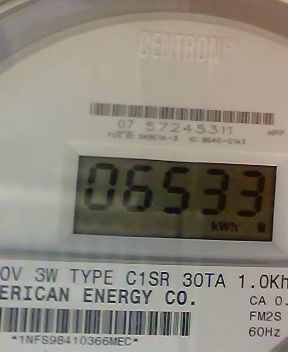 CENTRON®
07 57245311
HPP
06533
kWh
0V 3W TYPE C1SR 30TA 1.0Kh
ERICAN ENERGY CO.
CA 0.
FM2S
60Hz
*1NFS98410366MEC*